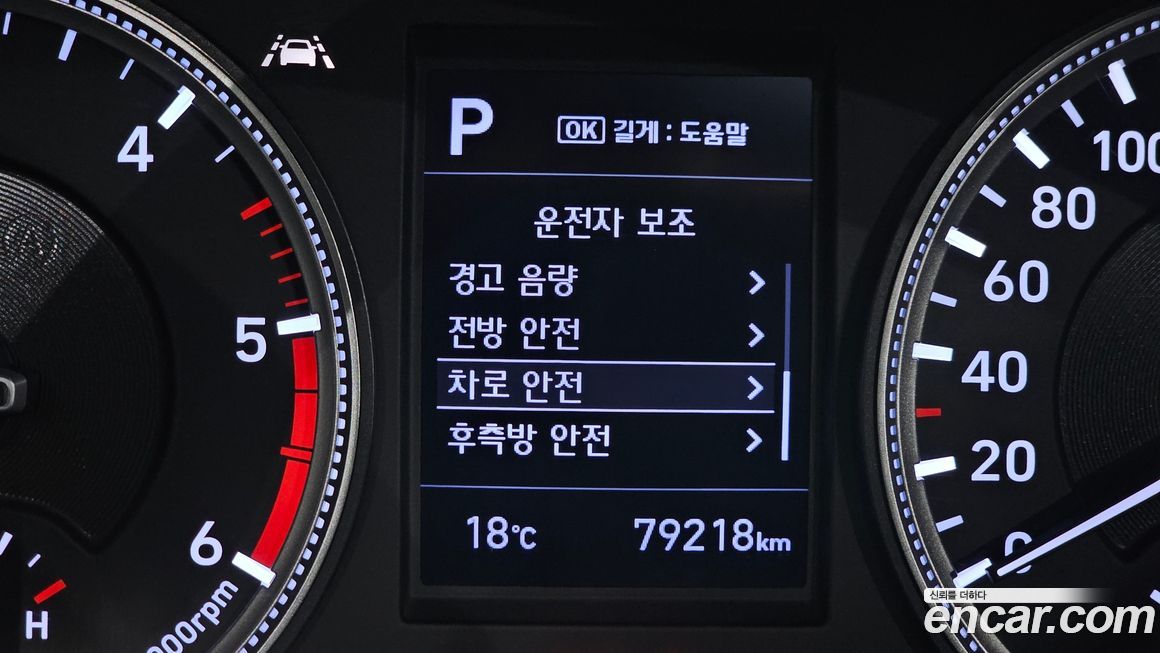 P
OK 길게 : 도움말
운전자 보조
경고 음량
전방 안전
차로 안전
후측방 안전
18°C 79218km
4
5
6
000rpm
H
100
80
60
40
20
0
신뢰를 더하다
encar.com